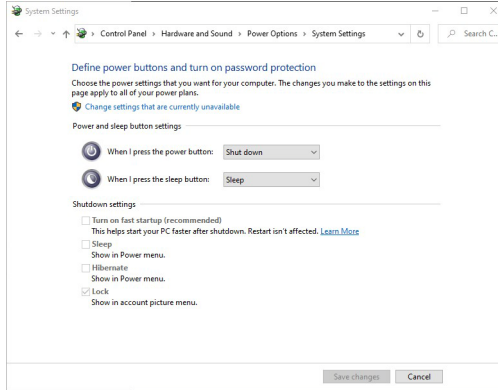 System Settings
Control Panel > Hardware and Sound > Power Options > System Settings
Search C...
Define power buttons and turn on password protection
Choose the power settings that you want for your computer. The changes you make to the settings on this
page apply to all of your power plans.
Change settings that are currently unavailable
Power and sleep button settings
When I press the power button: Shut down
When I press the sleep button: Sleep
Shutdown settings
Turn on fast startup (recommended)
This helps start your PC faster after shutdown. Restart isn't affected. Learn More
Sleep
Show in Power menu.
Hibernate
Show in Power menu.
Lock
Show in account picture menu.
Save changes Cancel